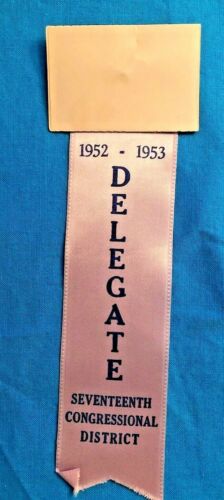 1952 - 1953
DELEGATE
SEVENTEENTH
CONGRESSIONAL
DISTRICT